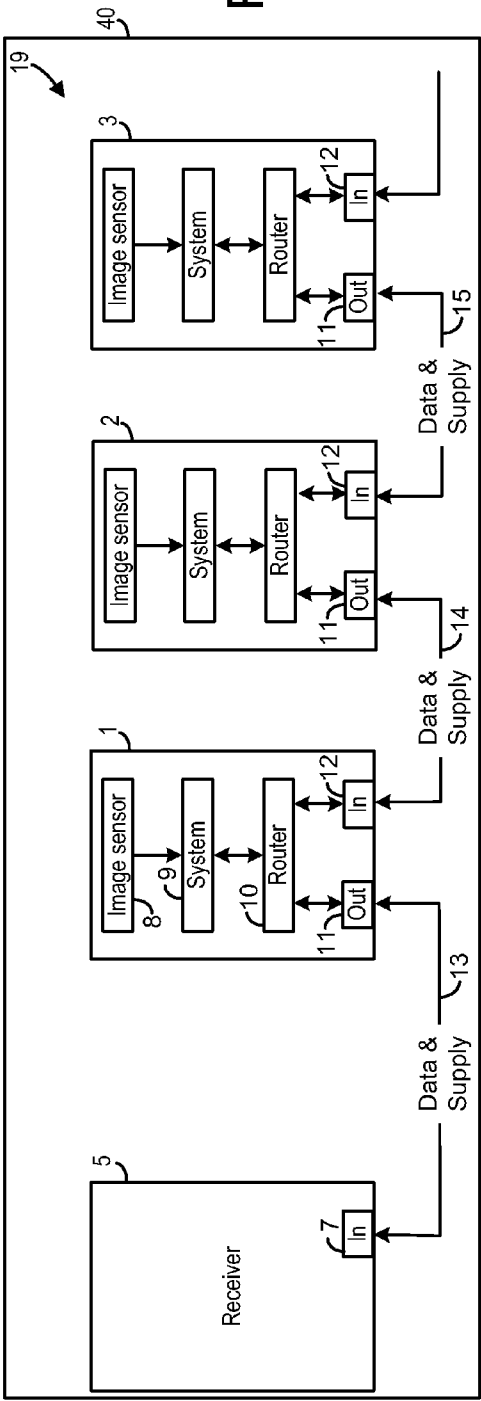 19
40
5
1
2
3
Receiver
7
In
Image sensor
8
9
System
10
Router
11
Out
12
In
Image sensor
System
Router
11
Out
12
In
Image sensor
System
Router
11
Out
12
In
Data &
Supply
13
Data &
Supply
14
Data &
Supply
15